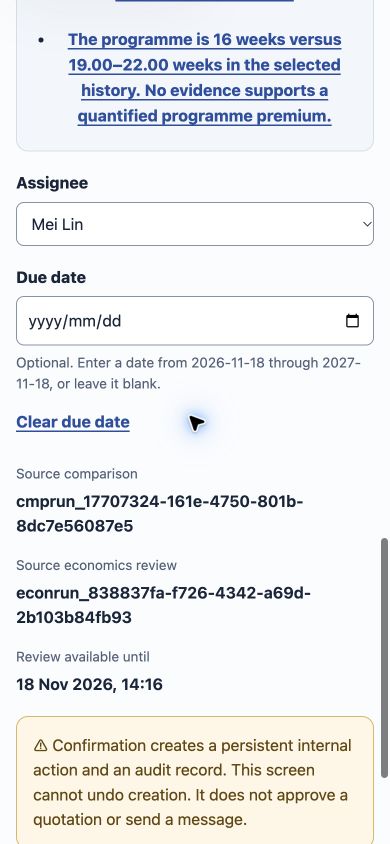 • The programme is 16 weeks versus
19.00–22.00 weeks in the selected
history. No evidence supports a
quantified programme premium.
Assignee
Mei Lin
Due date
yyyy/mm/dd
Optional. Enter a date from 2026-11-18 through 2027-
11-18, or leave it blank.
Clear due date
Source comparison
cmprun_17707324-161e-4750-801b-
8dc7e56087e5
Source economics review
econrun_838837fa-f726-4342-a69d-
2b103b84fb93
Review available until
18 Nov 2026, 14:16
⚠ Confirmation creates a persistent internal
action and an audit record. This screen
cannot undo creation. It does not approve a
quotation or send a message.